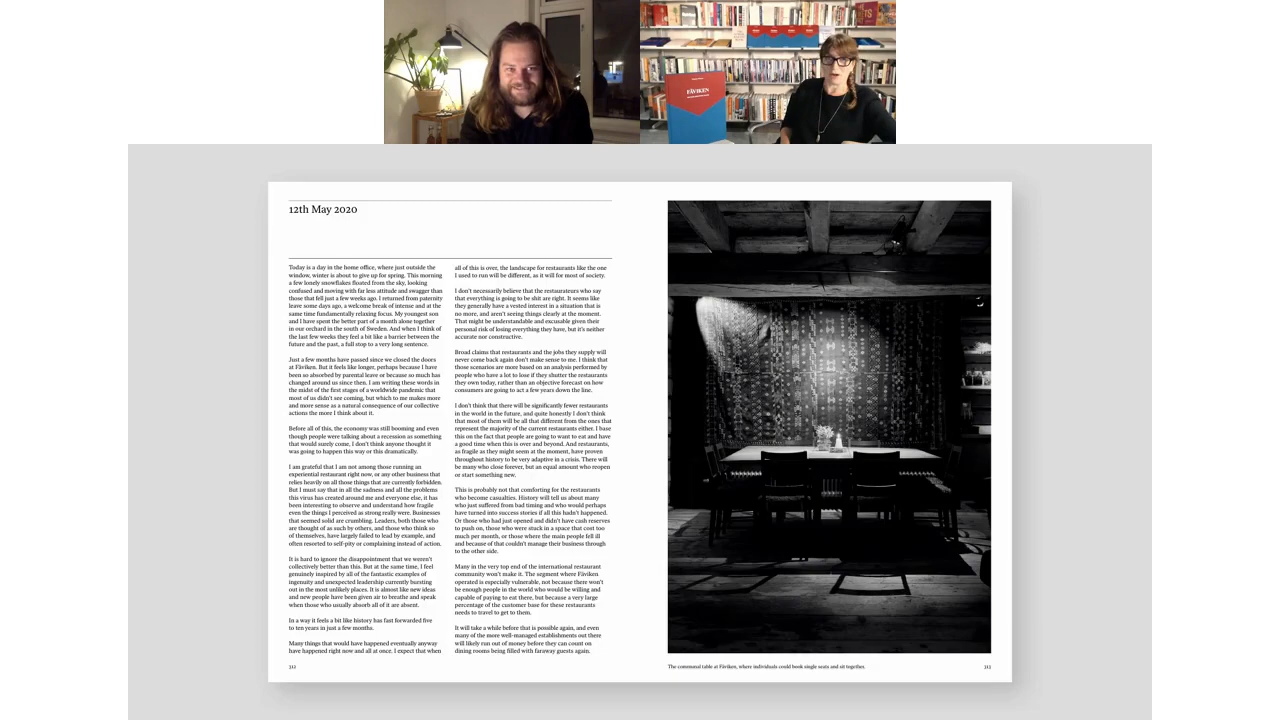 FÄVIKEN
12th May 2020
Today is a day in the home office, where just outside the
window, winter is about to give up for spring. This morning
a few lonely snowflakes floated from the sky, looking
confused and moving with far less attitude and swagger than
those that fell just a few weeks ago. I returned from paternity
leave some days ago, a welcome break of intense and at the
same time fundamentally relaxing focus. My youngest son
and I have spent the better part of a month alone together
in our orchard in the south of Sweden. And when I think of
the last few weeks they feel a bit like a barrier between the
future and the past, a full stop to a very long sentence.
Just a few months have passed since we closed the doors
at Fäviken. But it feels like longer, perhaps because I have
been so absorbed by parental leave or because so much has
changed around us since then. I am writing these words in
the midst of the first stages of a worldwide pandemic that
most of us didn't see coming, but which to me makes more
and more sense as a natural consequence of our collective
actions the more I think about it.
Before all of this, the economy was still booming and even
though people were talking about a recession as something
that would surely come, I don't think anyone thought it
was going to happen this way or this dramatically.
I am grateful that I am not among those running an
experiential restaurant right now, or any other business that
relies heavily on all those things that are currently forbidden.
But I must say that in all the sadness and all the problems
this virus has created around me and everyone else, it has
been interesting to observe and understand how fragile
even the things I perceived as strong really were. Businesses
that seemed solid are crumbling. Leaders, both those who
are thought of as such by others, and those who think so
of themselves, have largely failed to lead by example, and
often resorted to self-pity or complaining instead of action.
It is hard to ignore the disappointment that we weren't
collectively better than this. But at the same time, I feel
genuinely inspired by all of the fantastic examples of
ingenuity and unexpected leadership currently bursting
out in the most unlikely places. It is almost like new ideas
and new people have been given air to breathe and speak
when those who usually absorb all of it are absent.
In a way it feels a bit like history has fast forwarded five
to ten years in just a few months.
Many things that would have happened eventually anyway
have happened right now and all at once. I expect that when
all of this is over, the landscape for restaurants like the one
I used to run will be different, as it will for most of society.
I don't necessarily believe that the restaurateurs who say
that everything is going to be shit are right. It seems like
they generally have a vested interest in a situation that is
no more, and aren't seeing things clearly at the moment.
That might be understandable and excusable given their
personal risk of losing everything they have, but it's neither
accurate nor constructive.
Broad claims that restaurants and the jobs they supply will
never come back again don't make sense to me. I think that
those scenarios are more based on an analysis performed by
people who have a lot to lose if they shutter the restaurants
they own today, rather than an objective forecast on how
consumers are going to act a few years down the line.
I don't think that there will be significantly fewer restaurants
in the world in the future, and quite honestly I don't think
that most of them will be all that different from the ones that
represent the majority of the current restaurants either. I base
this on the fact that people are going to want to eat and have
a good time when this is over and beyond. And restaurants,
as fragile as they might seem at the moment, have proven
throughout history to be very adaptive in a crisis. There will
be many who close forever, but an equal amount who reopen
or start something new.
This is probably not that comforting for the restaurants
who become casualties. History will tell us about many
who just suffered from bad timing and who would perhaps
have turned into success stories if all this hadn't happened.
Or those who had just opened and didn't have cash reserves
to push on, those who were stuck in a space that cost too
much per month, or those where the main people fell ill
and because of that couldn't manage their business through
to the other side.
Many in the very top end of the international restaurant
community won't make it. The segment where Fäviken
operated is especially vulnerable, not because there won't
be enough people in the world who would be willing and
capable of paying to eat there, but because a very large
percentage of the customer base for these restaurants
needs to travel to get to them.
It will take a while before that is possible again, and even
many of the more well-managed establishments out there
will likely run out of money before they can count on
dining rooms being filled with faraway guests again.
The communal table at Fäviken, where individuals could book single seats and sit together.
313